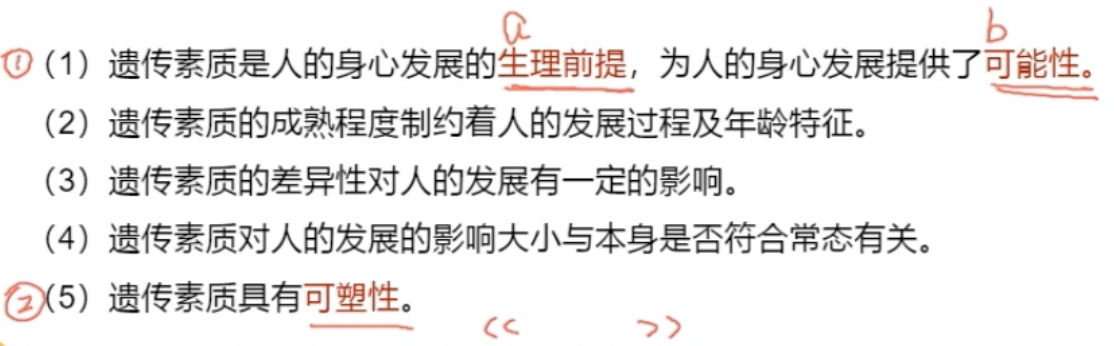 a b
①(1)遗传素质是人的身心发展的生理前提，为人的身心发展提供了可能性。
(2)遗传素质的成熟程度制约着人的发展过程及年龄特征。
(3)遗传素质的差异性对人的发展有一定的影响。
(4)遗传素质对人的发展的影响大小与本身是否符合常态有关。
②(5)遗传素质具有可塑性。
<< >>